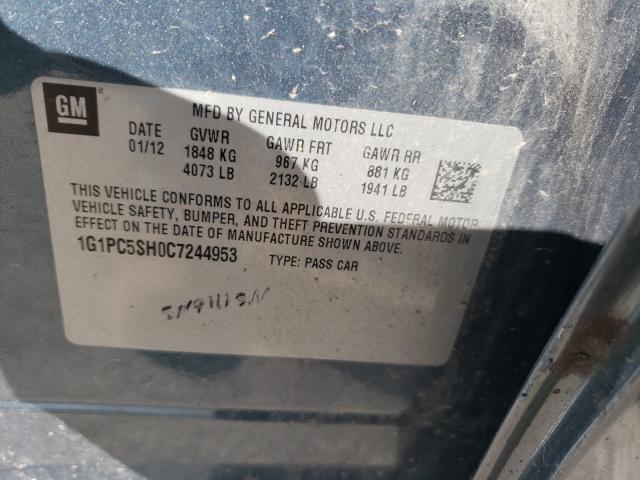 GM
MFD BY GENERAL MOTORS LLC
DATE GVWR GAWR FRT GAWR RR
01/12 1848 KG 967 KG 881 KG
4073 LB 2132 LB 1941 LB
THIS VEHICLE CONFORMS TO ALL APPLICABLE U.S. FEDERAL MOTOR
VEHICLE SAFETY, BUMPER, AND THEFT PREVENTION STANDARDS IN
EFFECT ON THE DATE OF MANUFACTURE SHOWN ABOVE.
1G1PC5SH0C7244953 TYPE: PASS CAR